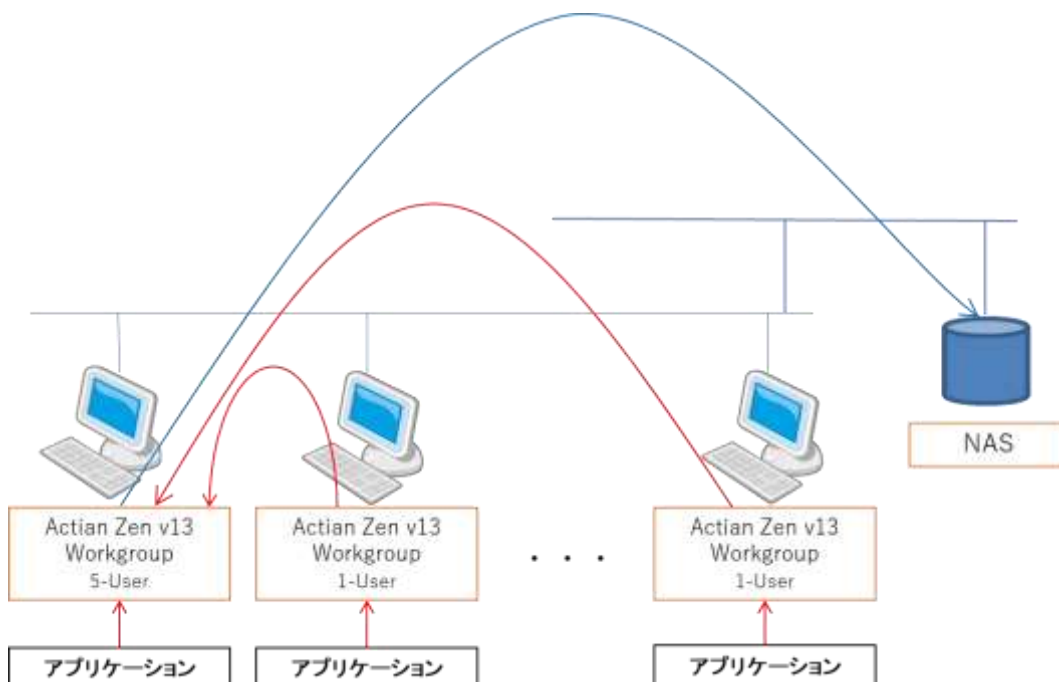 NAS
Actian Zen v13
Workgroup
5-User
Actian Zen v13
Workgroup
1-User
. . .
Actian Zen v13
Workgroup
1-User
アプリケーション
アプリケーション
アプリケーション